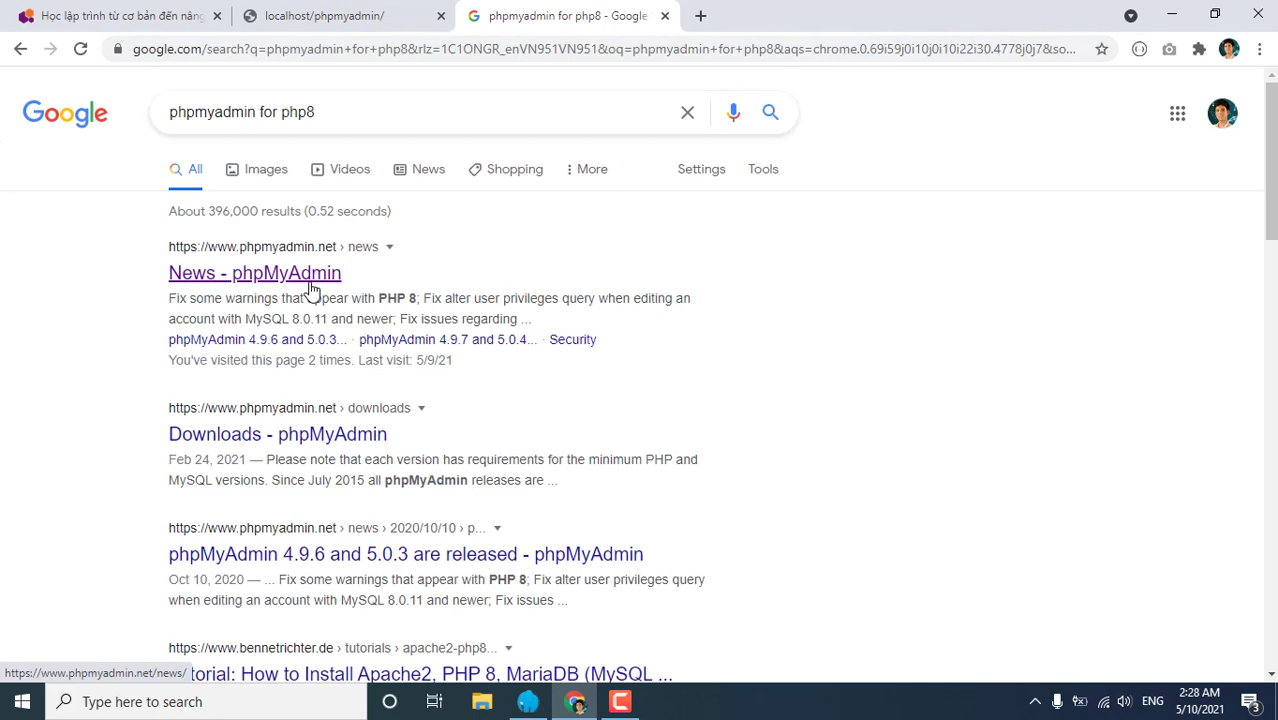 Học lập trình từ cơ bản đến nâng
localhost/phpmyadmin/
phpmyadmin for php8 - Google
google.com/search?q=phpmyadmin+for+php8&rlz=1C1ONGR_enVN951VN951&oq=phpmyadmin+for+php8&aqs=chrome.0.69i59j0i10j0i10i22i30.4778j0j7&so...
Google
phpmyadmin for php8
All
Images
Videos
News
Shopping
More
Settings
Tools
About 396,000 results (0.52 seconds)
https://www.phpmyadmin.net › news
News - phpMyAdmin
Fix some warnings that appear with PHP 8; Fix alter user privileges query when editing an
account with MySQL 8.0.11 and newer; Fix issues regarding ...
phpMyAdmin 4.9.6 and 5.0.3... · phpMyAdmin 4.9.7 and 5.0.4... · Security
You've visited this page 2 times. Last visit: 5/9/21
https://www.phpmyadmin.net › downloads
Downloads - phpMyAdmin
Feb 24, 2021 — Please note that each version has requirements for the minimum PHP and
MySQL versions. Since July 2015 all phpMyAdmin releases are ...
https://www.phpmyadmin.net › news › 2020/10/10 › p...
phpMyAdmin 4.9.6 and 5.0.3 are released - phpMyAdmin
Oct 10, 2020 — ... Fix some warnings that appear with PHP 8; Fix alter user privileges query
when editing an account with MySQL 8.0.11 and newer; Fix issues ...
https://www.bennetrichter.de › tutorials › apache2-php8...
torial: How to Install Apache2, PHP 8, MariaDB (MySQL ...
https://www.phpmyadmin.net/news/
Type here to search
ENG
2:28 AM
5/10/2021
3